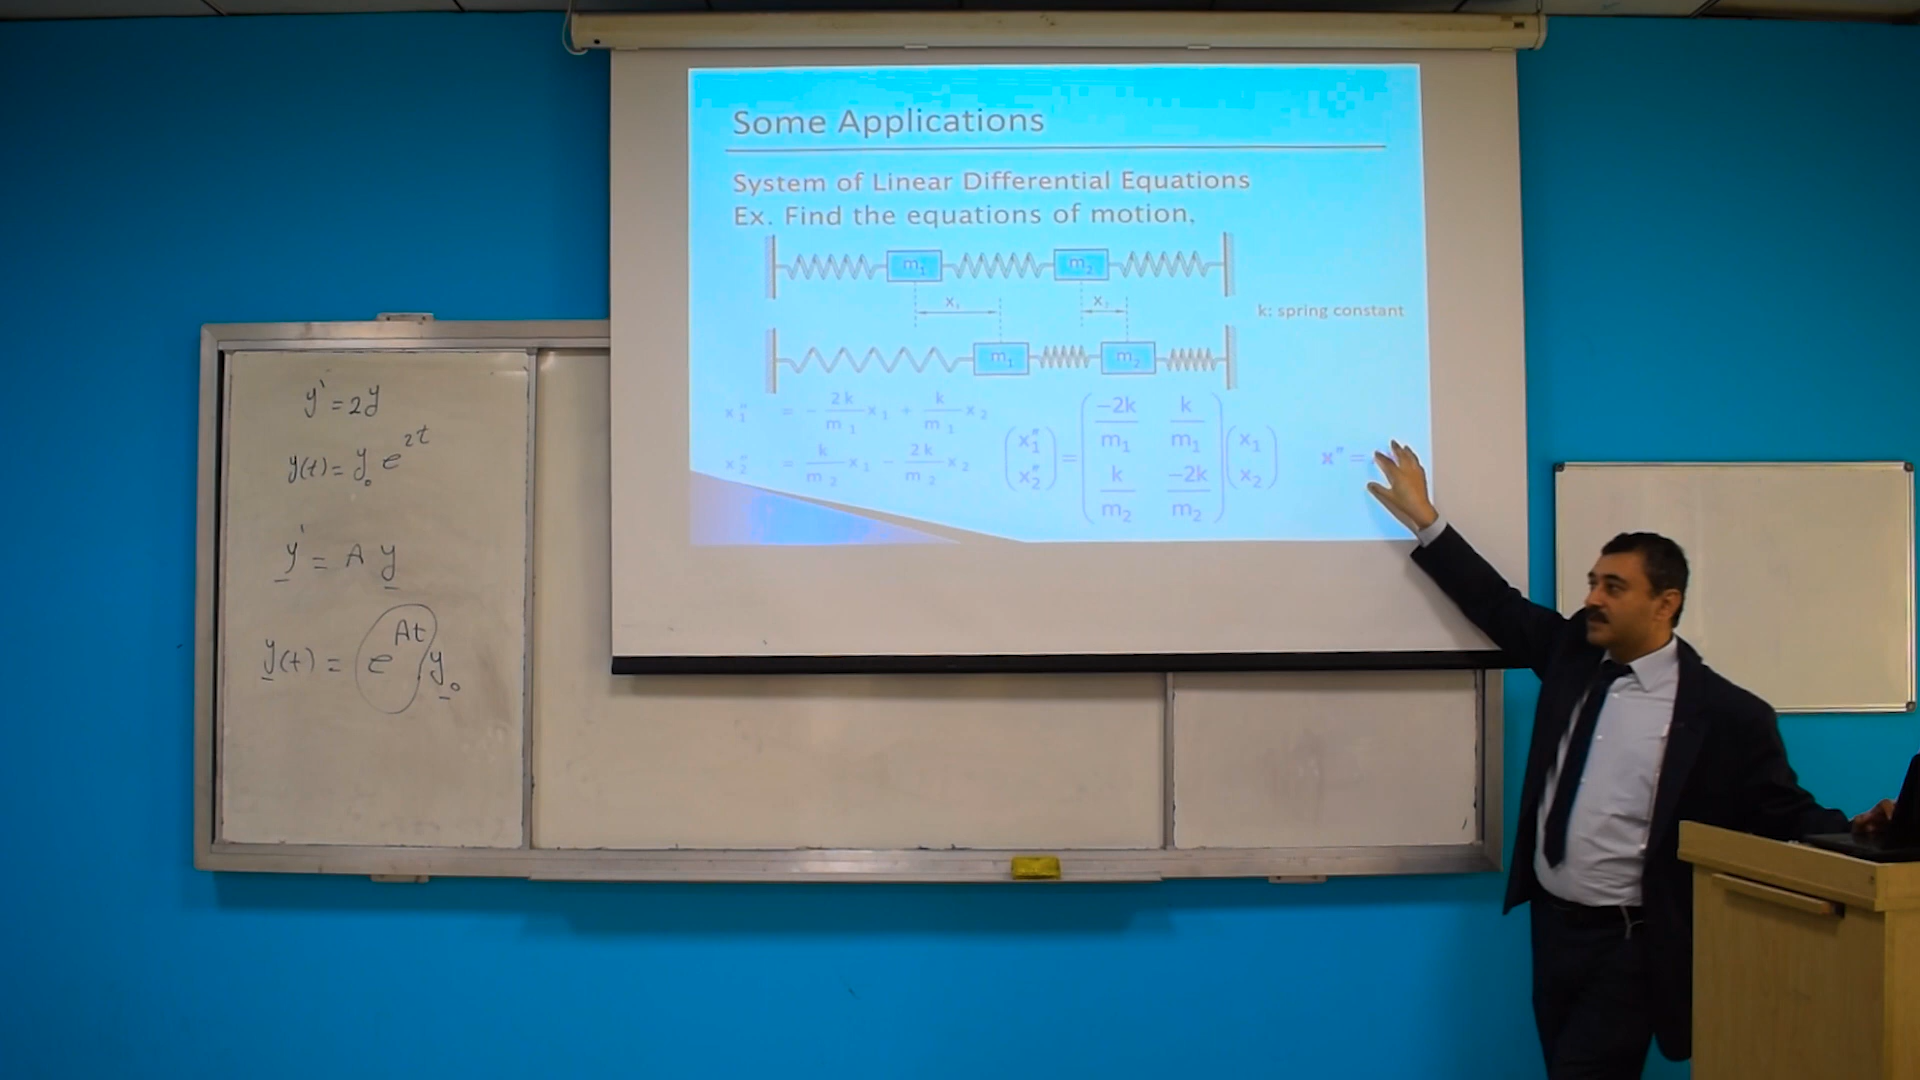 y' = 2y
y(t) = y₀ e^{2t}
y' = A y
y(t) = e^{At} y₀
Some Applications
System of Linear Differential Equations
Ex. Find the equations of motion,
m₁ m₂
x₁ x₂
k: spring constant
m₁ m₂
x₁″ = - 2k/m₁ x₁ + k/m₁ x₂
x₂″ = k/m₂ x₁ - 2k/m₂ x₂
(x₁″ x₂″) = (-2k/m₁ k/m₁ k/m₂ -2k/m₂) (x₁ x₂)
x″ =